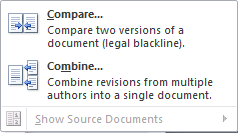 Compare...
Compare two versions of a
document (legal blackline).
Combine...
Combine revisions from multiple
authors into a single document.
Show Source Documents